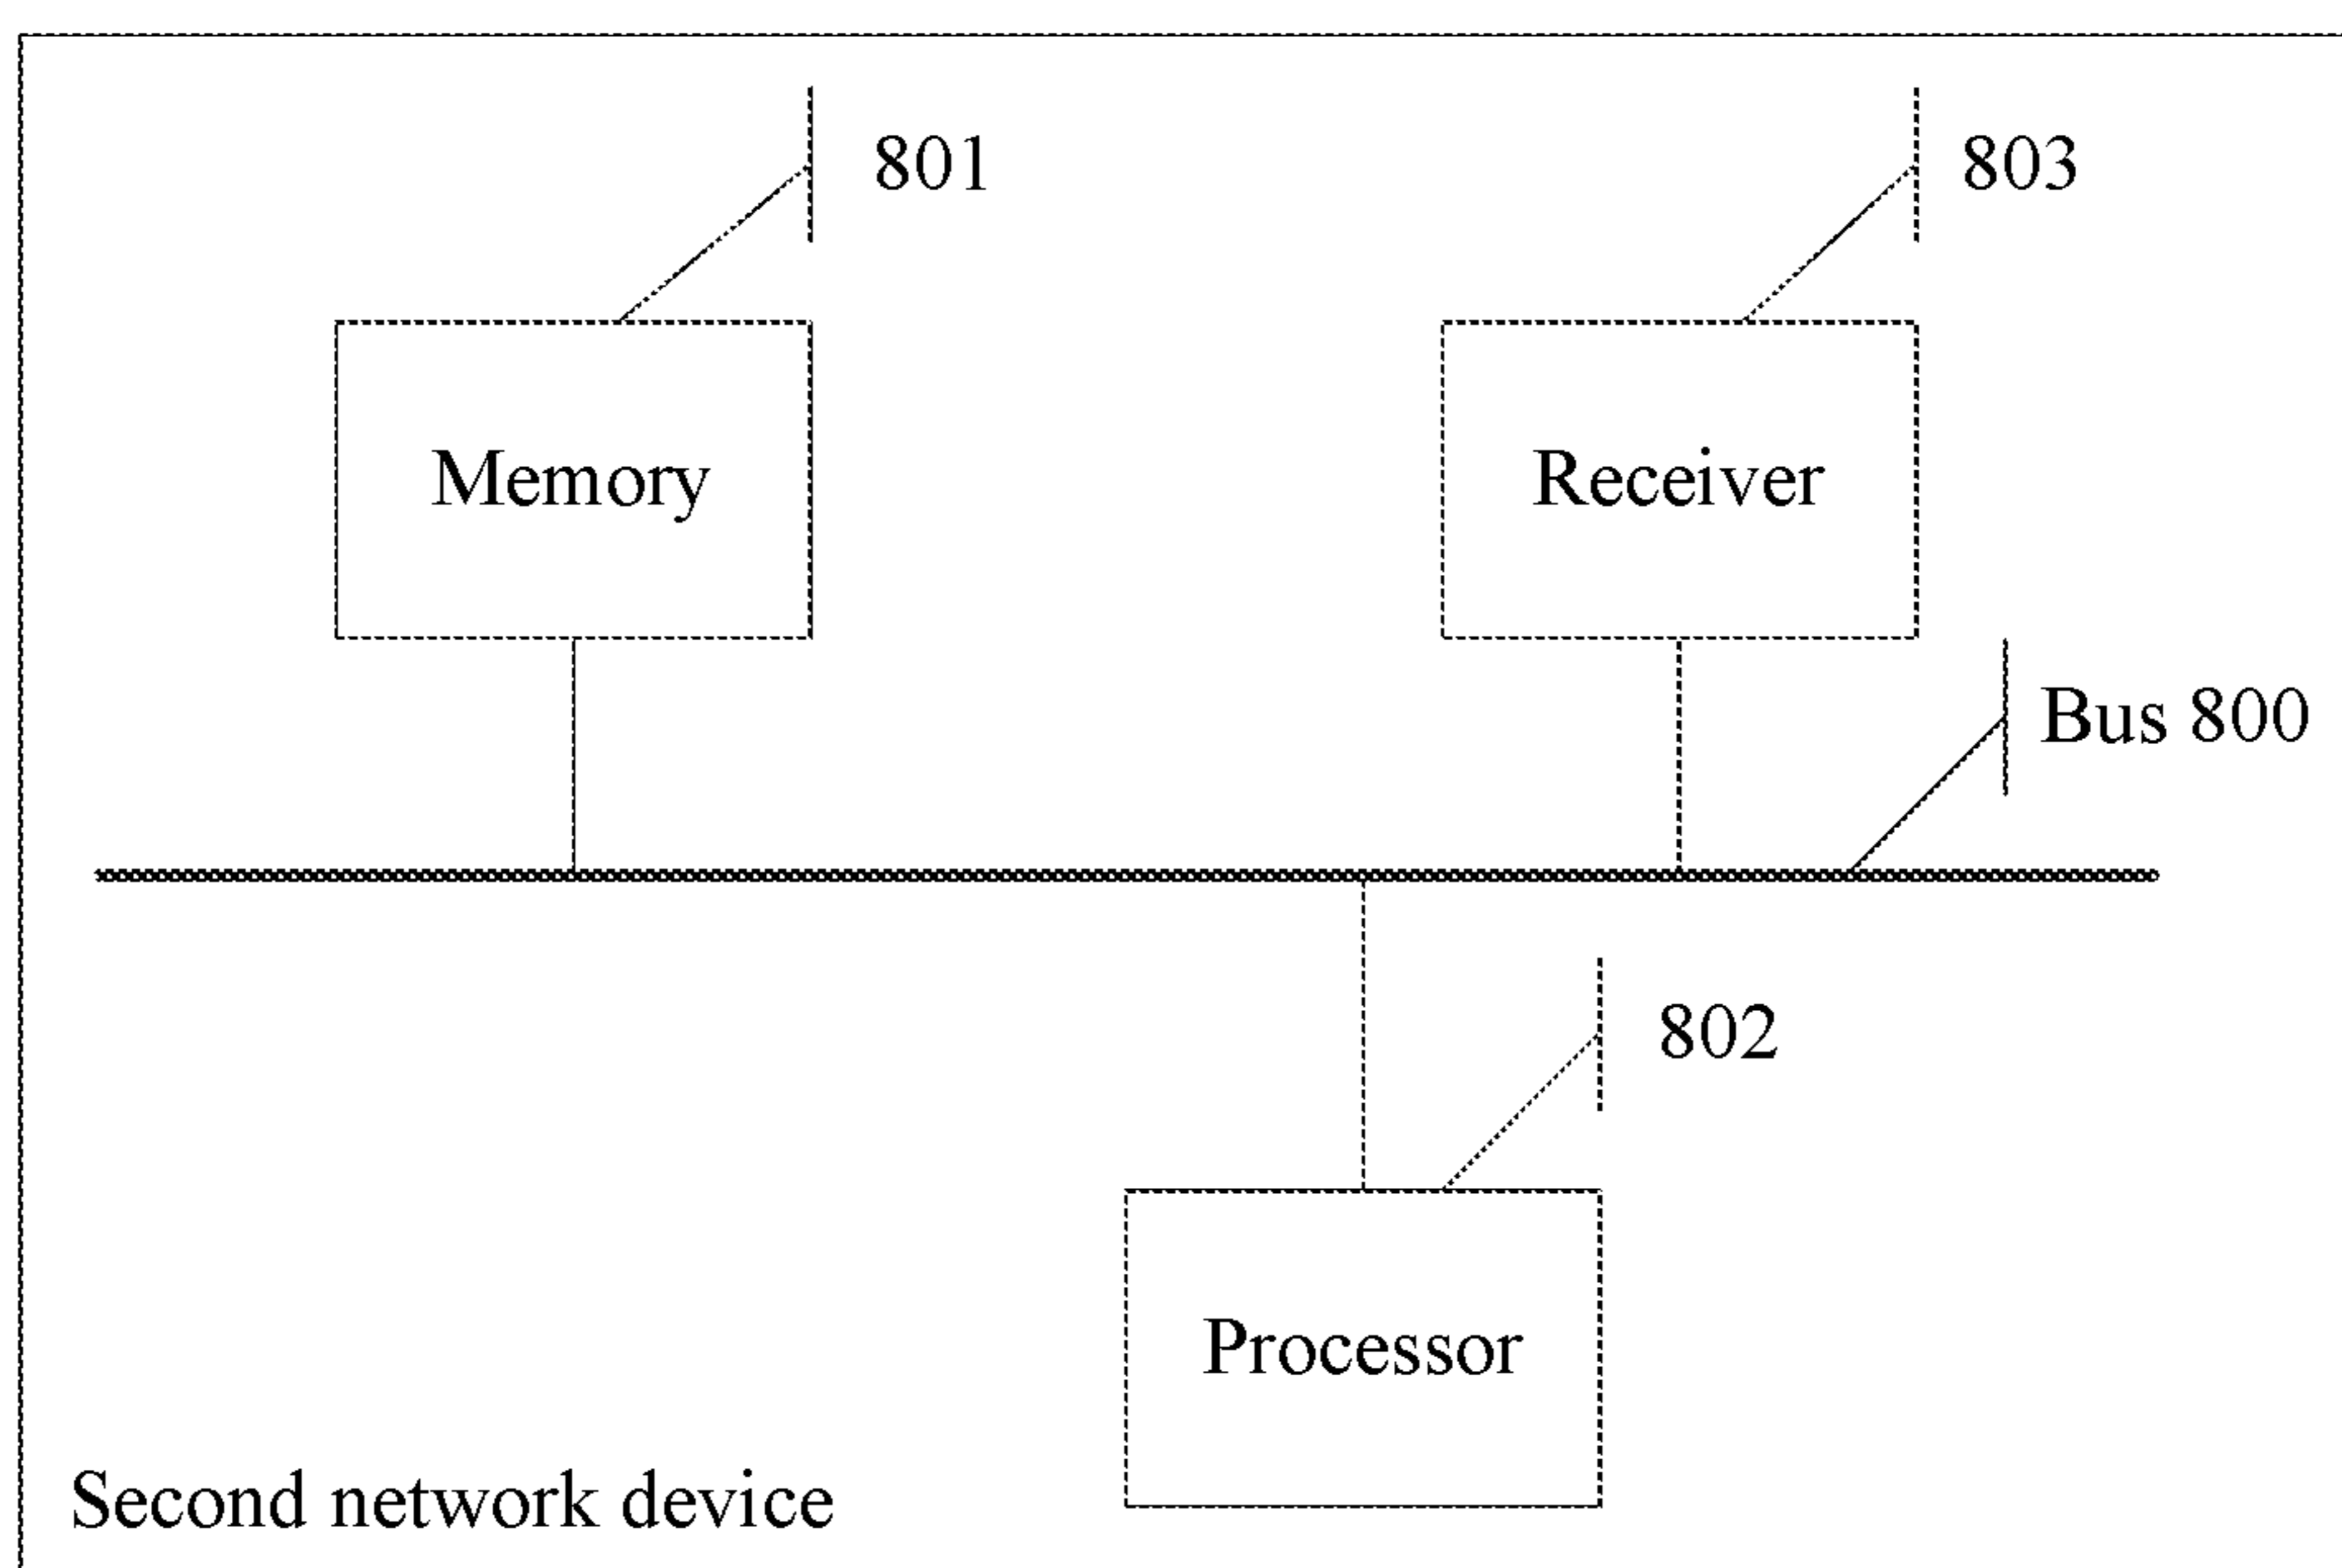 801
803
Memory
Receiver
Bus 800
802
Processor
Second network device